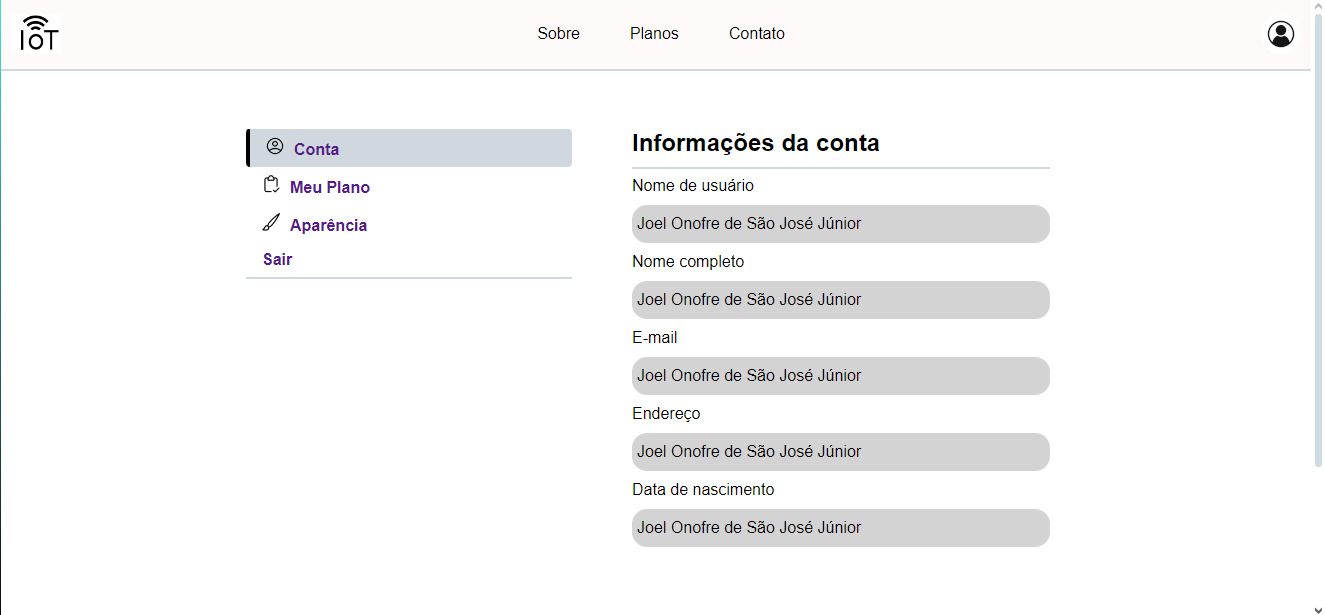 IoT
Sobre Planos Contato
Conta
Meu Plano
Aparência
Sair
Informações da conta
Nome de usuário
Joel Onofre de São José Júnior
Nome completo
Joel Onofre de São José Júnior
E-mail
Joel Onofre de São José Júnior
Endereço
Joel Onofre de São José Júnior
Data de nascimento
Joel Onofre de São José Júnior